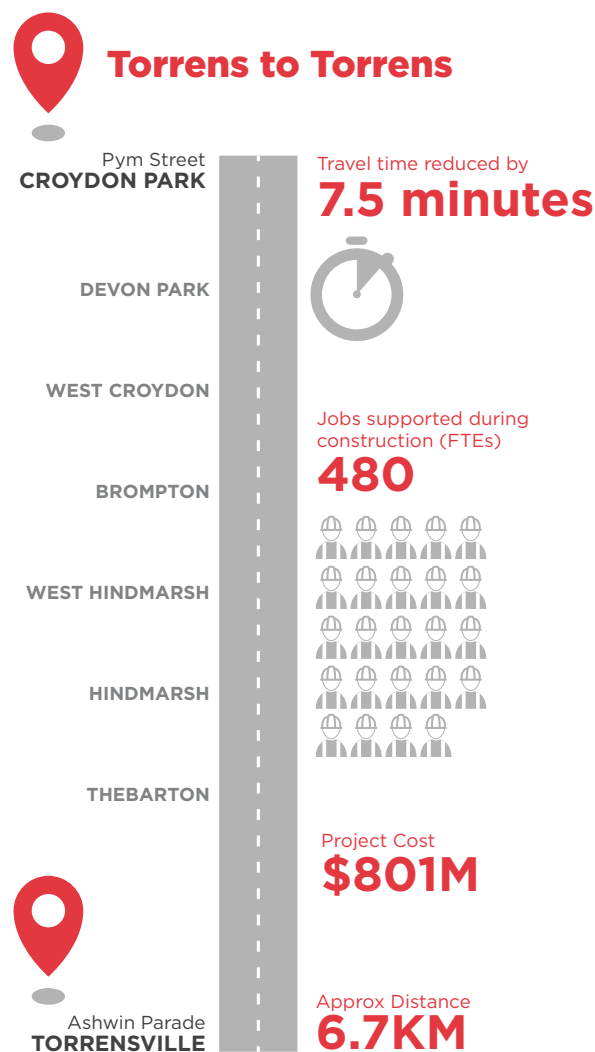 Torrens to Torrens
Pym Street
CROYDON PARK
Travel time reduced by
7.5 minutes
DEVON PARK
WEST CROYDON
Jobs supported during
construction (FTEs)
480
BROMPTON
WEST HINDMARSH
HINDMARSH
THEBARTON
Project Cost
$801M
Ashwin Parade
TORRENSVILLE
Approx Distance
6.7KM